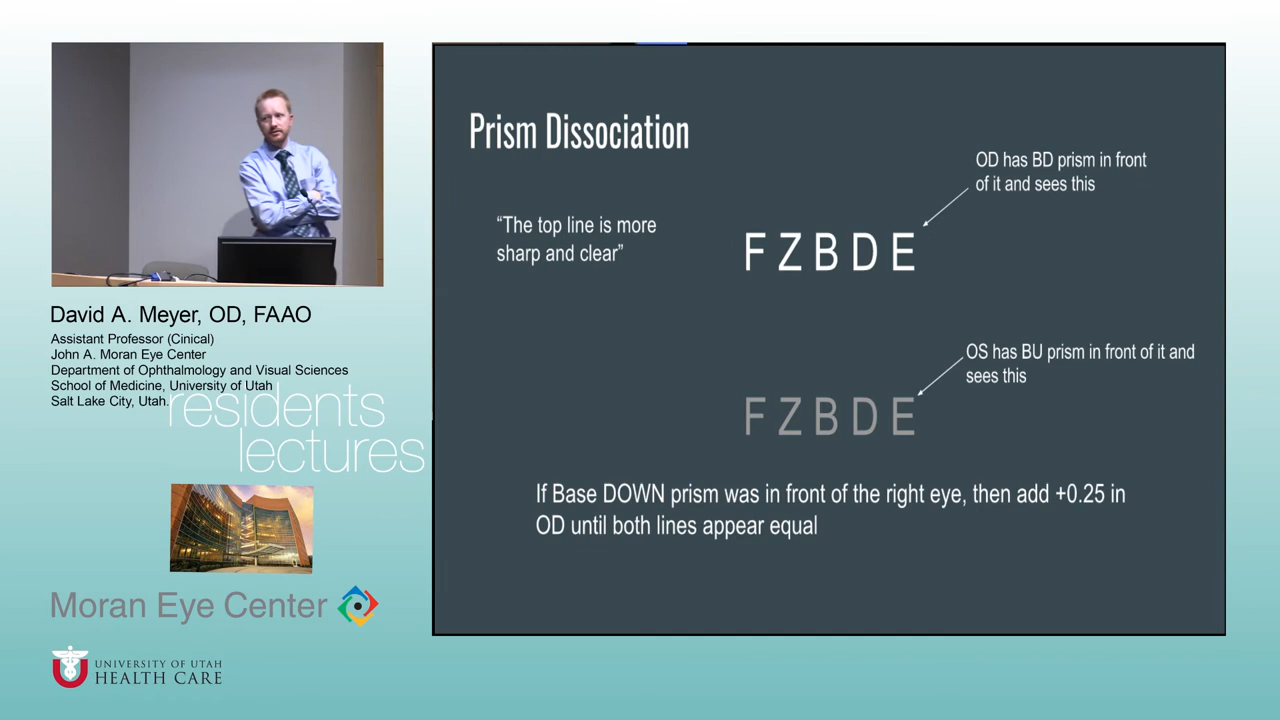 Prism Dissociation
OD has BD prism in front
of it and sees this
“The top line is more
sharp and clear”
F Z B D E
OS has BU prism in front of it and
sees this
F Z B D E
If Base DOWN prism was in front of the right eye, then add +0.25 in
OD until both lines appear equal
David A. Meyer, OD, FAAO
Assistant Professor (Cinical)
John A. Moran Eye Center
Department of Ophthalmology and Visual Sciences
School of Medicine, University of Utah
Salt Lake City, Utah.
residents
lectures
Moran Eye Center
UNIVERSITY OF UTAH
HEALTH CARE